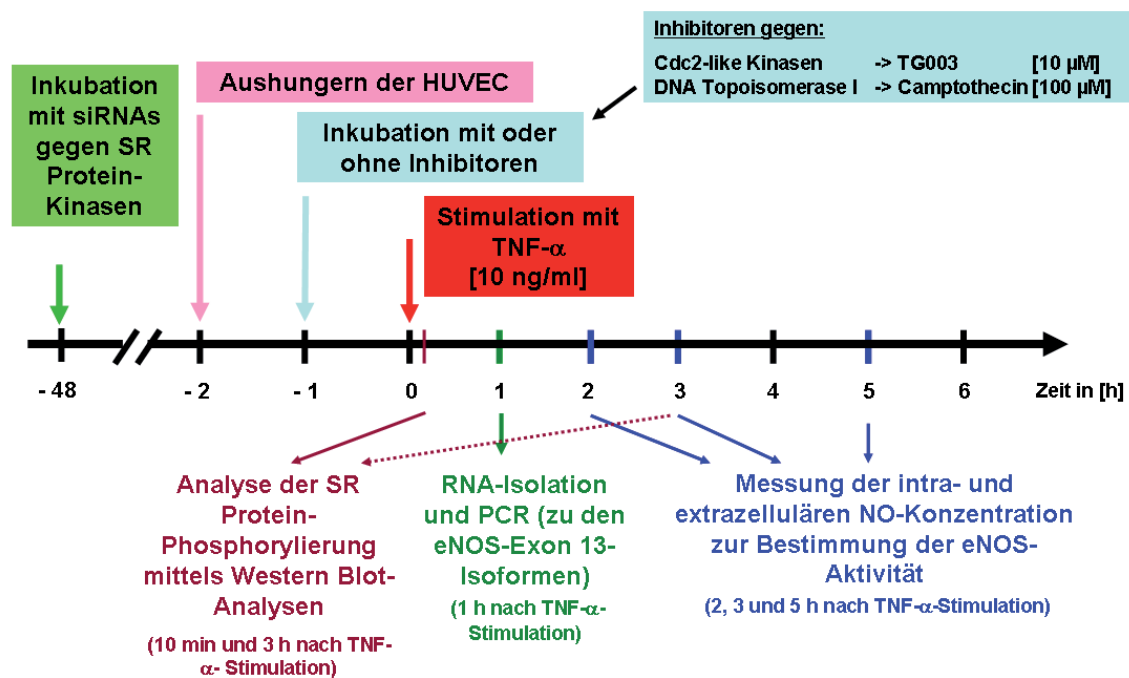 Inhibitoren gegen:
Cdc2-like Kinasen -> TG003 [10 µM]
DNA Topoisomerase I -> Camptothecin [100 µM]
Inkubation
mit siRNAs
gegen SR
Protein-
Kinasen
Aushungern der HUVEC
Inkubation mit oder
ohne Inhibitoren
Stimulation mit
TNF-α
[10 ng/ml]
- 48 - 2 - 1 0 1 2 3 4 5 6 Zeit in [h]
Analyse der SR
Protein-
Phosphorylierung
mittels Western Blot-
Analysen
(10 min und 3 h nach TNF-
α- Stimulation)
RNA-Isolation
und PCR (zu den
eNOS-Exon 13-
Isoformen)
(1 h nach TNF-α-
Stimulation)
Messung der intra- und
extrazellulären NO-Konzentration
zur Bestimmung der eNOS-
Aktivität
(2, 3 und 5 h nach TNF-α-Stimulation)